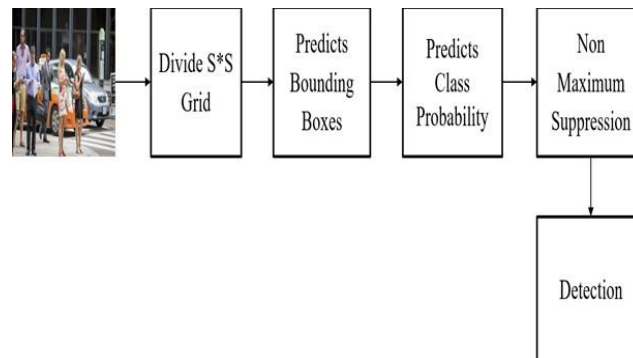 Divide S*S
Grid
Predicts
Bounding
Boxes
Predicts
Class
Probability
Non
Maximum
Suppression
Detection